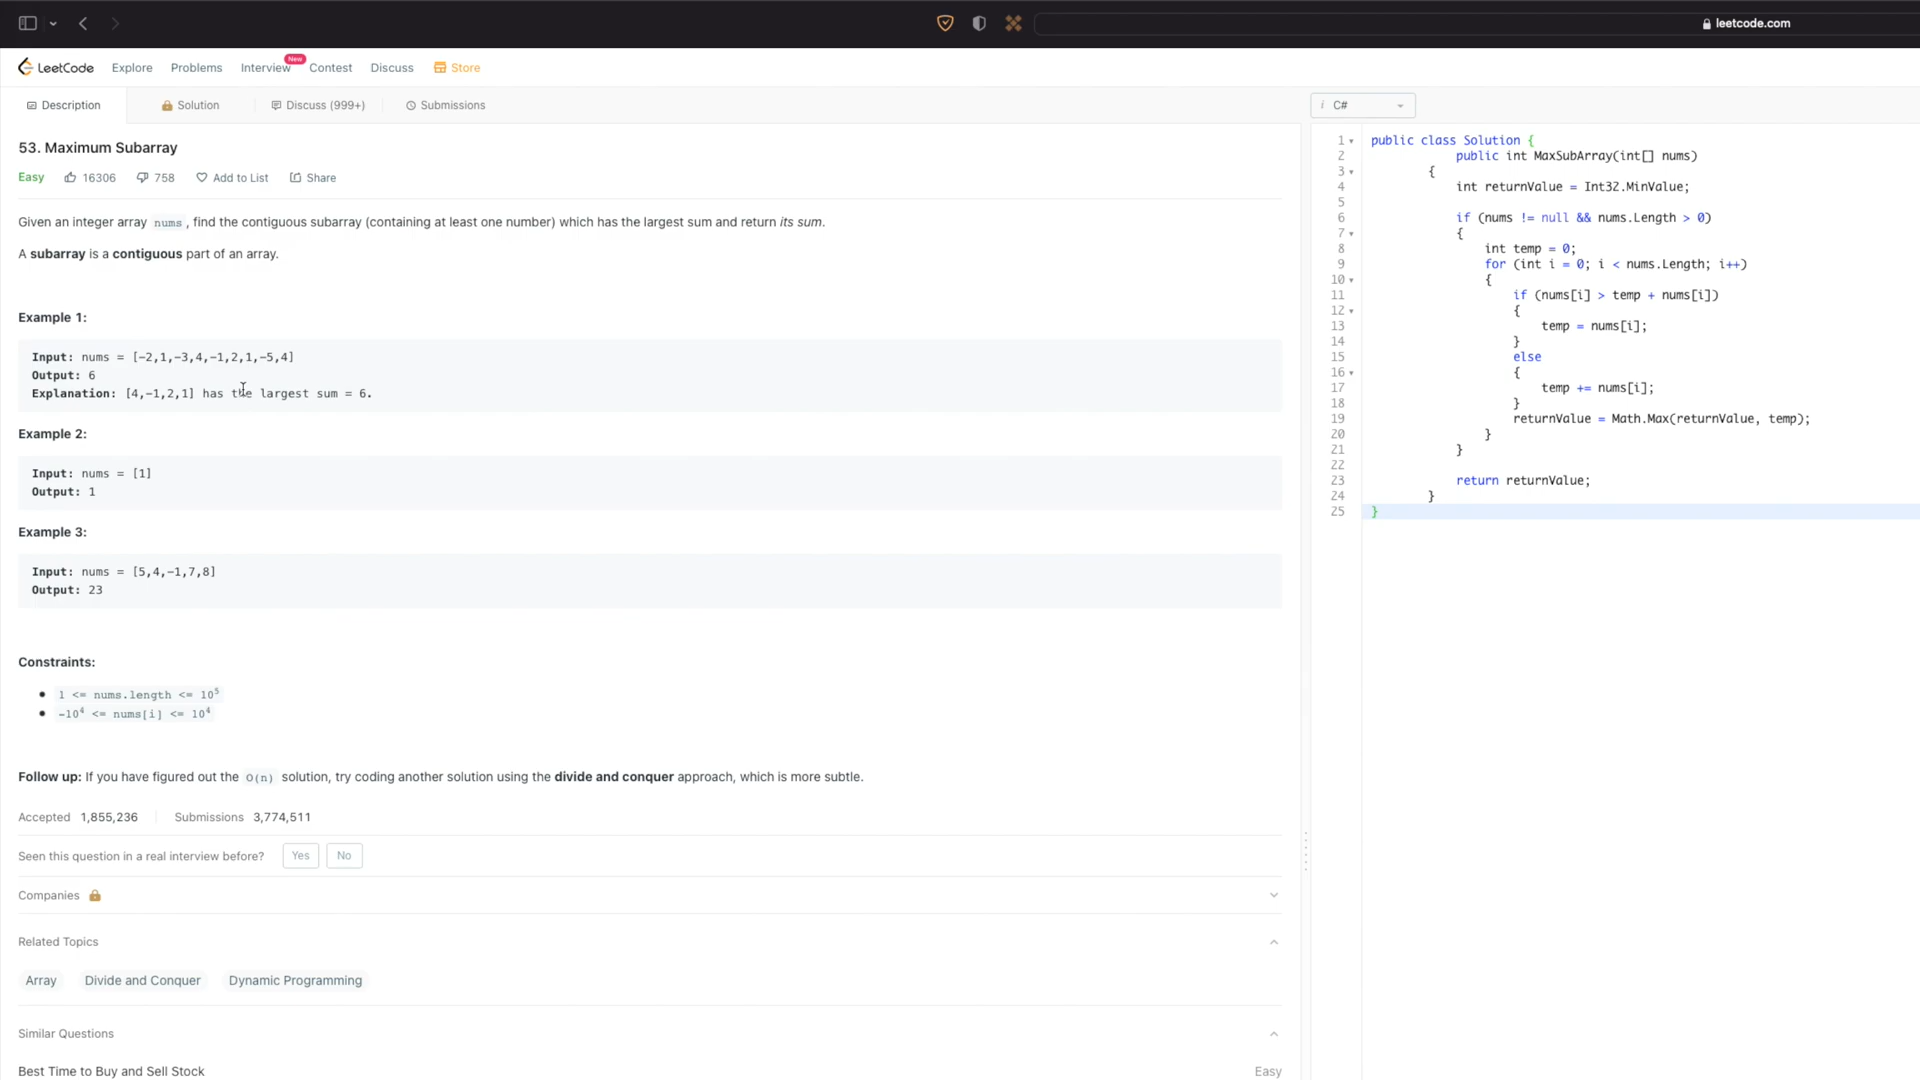 leetcode.com
LeetCode Explore Problems Interview New Contest Discuss Store
Description Solution Discuss (999+) Submissions
i C#
53. Maximum Subarray
Easy 16306 758 Add to List Share
Given an integer array nums, find the contiguous subarray (containing at least one number) which has the largest sum and return its sum.
A subarray is a contiguous part of an array.
Example 1:
Input: nums = [-2,1,-3,4,-1,2,1,-5,4]
Output: 6
Explanation: [4,-1,2,1] has the largest sum = 6.
Example 2:
Input: nums = [1]
Output: 1
Example 3:
Input: nums = [5,4,-1,7,8]
Output: 23
Constraints:
1 <= nums.length <= 10⁵
-10⁴ <= nums[i] <= 10⁴
Follow up: If you have figured out the O(n) solution, try coding another solution using the divide and conquer approach, which is more subtle.
Accepted 1,855,236 Submissions 3,774,511
Seen this question in a real interview before? Yes No
Companies
Related Topics
Array Divide and Conquer Dynamic Programming
Similar Questions
Best Time to Buy and Sell Stock Easy
1 public class Solution {
2 public int MaxSubArray(int[] nums)
3 {
4 int returnValue = Int32.MinValue;
5
6 if (nums != null && nums.Length > 0)
7 {
8 int temp = 0;
9 for (int i = 0; i < nums.Length; i++)
10 {
11 if (nums[i] > temp + nums[i])
12 {
13 temp = nums[i];
14 }
15 else
16 {
17 temp += nums[i];
18 }
19 returnValue = Math.Max(returnValue, temp);
20 }
21 }
22
23 return returnValue;
24 }
25 }